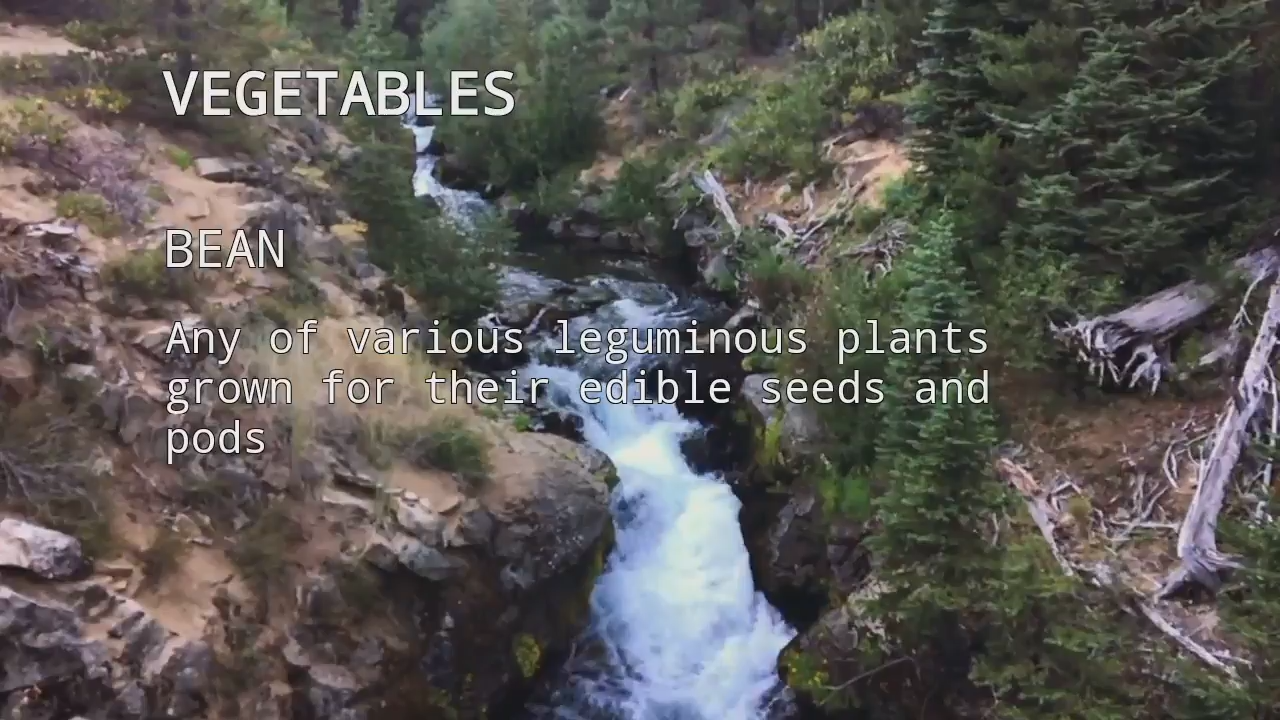 VEGETABLES
BEAN
Any of various leguminous plants
grown for their edible seeds and
pods